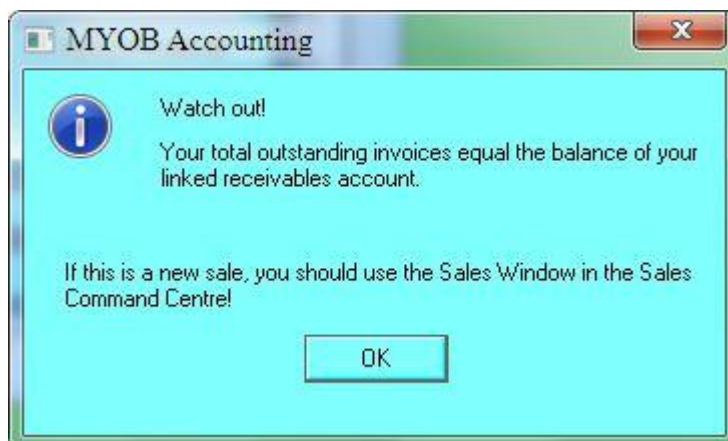 MYOB Accounting
Watch out!
Your total outstanding invoices equal the balance of your
linked receivables account.
If this is a new sale, you should use the Sales Window in the Sales
Command Centre!
OK